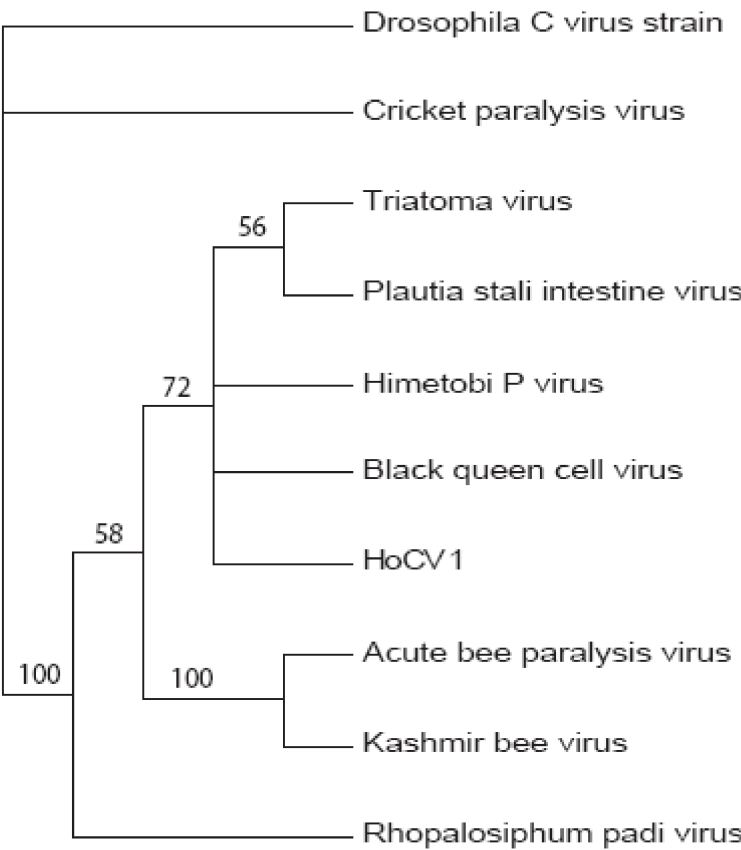 Drosophila C virus strain
Cricket paralysis virus
Triatoma virus
56
Plautia stali intestine virus
Himetobi P virus
72
Black queen cell virus
58
HoCV1
Acute bee paralysis virus
100
100
Kashmir bee virus
Rhopalosiphum padi virus